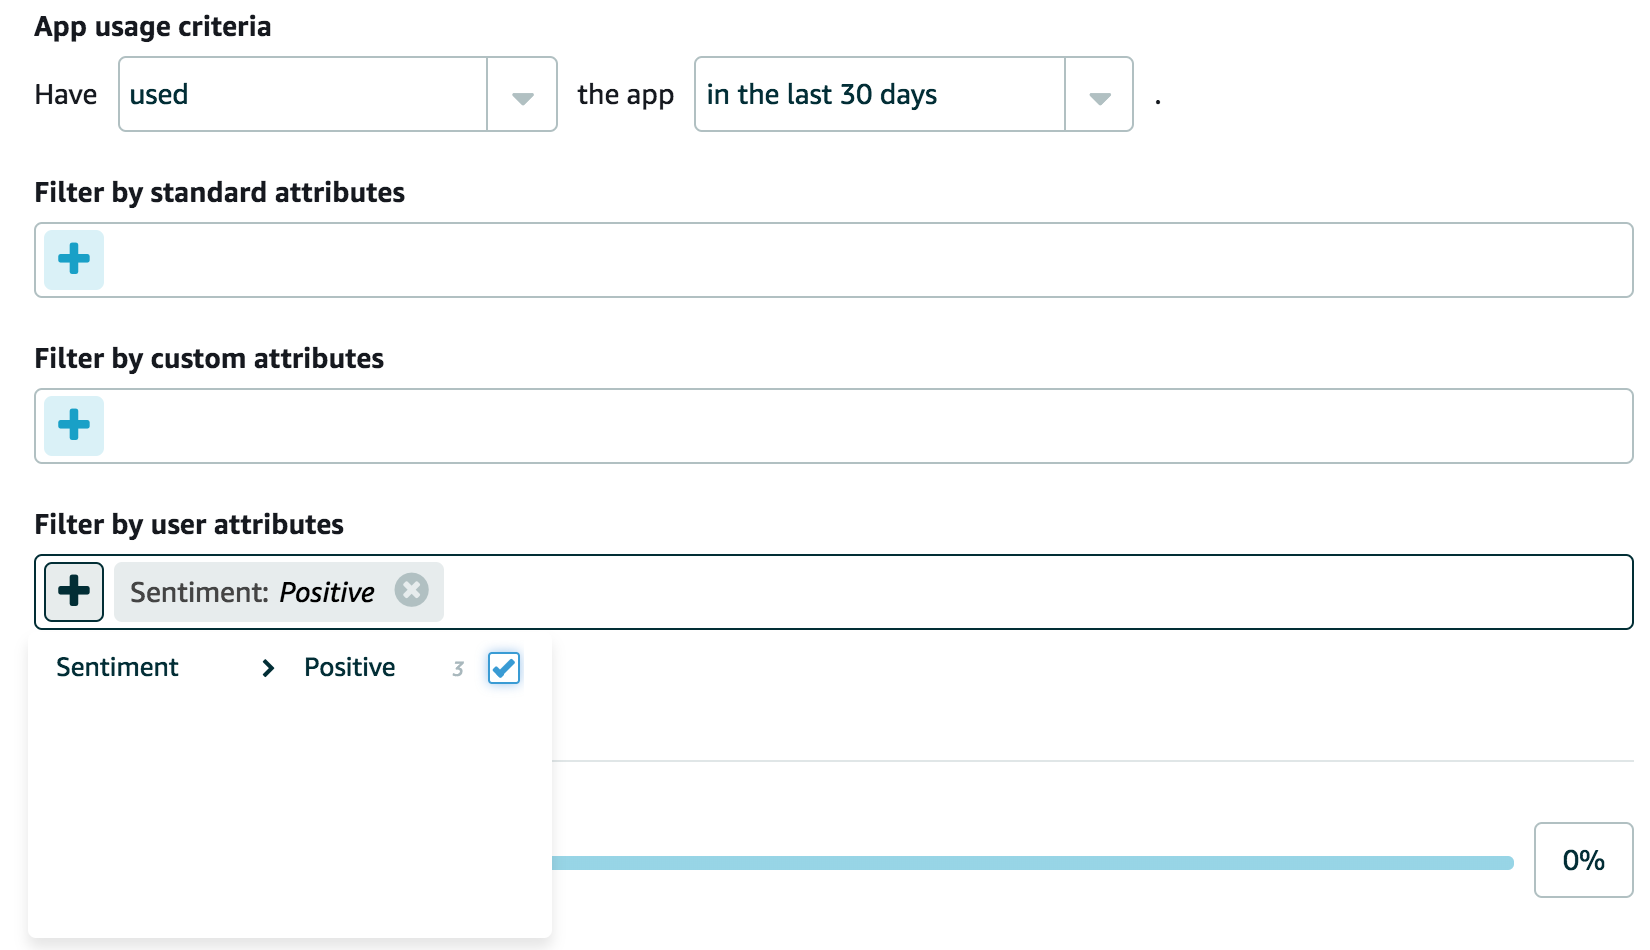 App usage criteria
Have used the app in the last 30 days .
Filter by standard attributes
Filter by custom attributes
Filter by user attributes
Sentiment: Positive
Sentiment Positive 3
0%